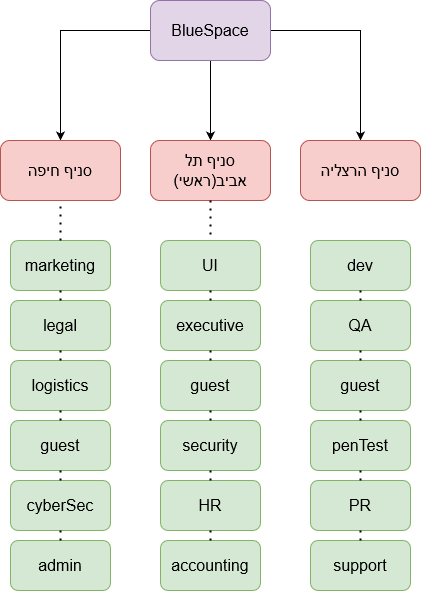 BlueSpace
סניף חיפה
סניף תל
אביב(ראשי)
סניף הרצליה
marketing
UI
dev
legal
executive
QA
logistics
guest
guest
guest
security
penTest
cyberSec
HR
PR
admin
accounting
support